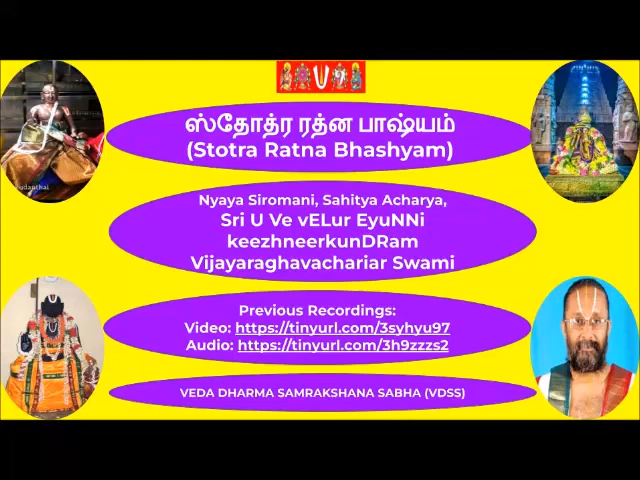 ஸ்தோத்ர ரத்ன பாஷ்யம்
(Stotra Ratna Bhashyam)
Nyaya Siromani, Sahitya Acharya,
Sri U Ve vELur EyuNNi
keezhneerkunDRam
Vijayaraghavachariar Swami
Previous Recordings:
Video: https://tinyurl.com/3syhyu97
Audio: https://tinyurl.com/3h9zzzs2
VEDA DHARMA SAMRAKSHANA SABHA (VDSS)